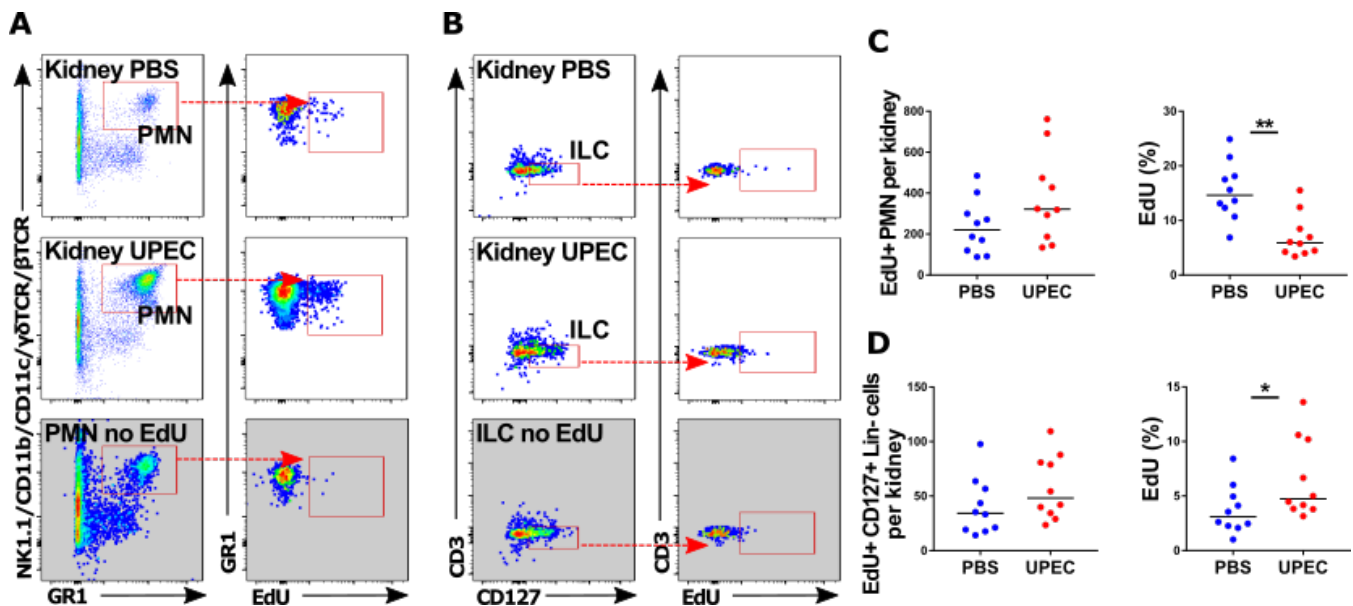 A
B
C
D
Kidney PBS
PMN
Kidney UPEC
PMN
PMN no EdU
NK1.1/CD11b/CD11c/γδTCR/βTCR
GR1
GR1
EdU
Kidney PBS
ILC
Kidney UPEC
ILC
ILC no EdU
CD3
CD127
CD3
EdU
EdU+ PMN per kidney
800
600
400
200
0
PBS
UPEC
EdU (%)
30
20
10
0
**
PBS
UPEC
EdU+ CD127+ Lin- cells
per kidney
150
100
50
0
PBS
UPEC
EdU (%)
15
10
5
0
*
PBS
UPEC